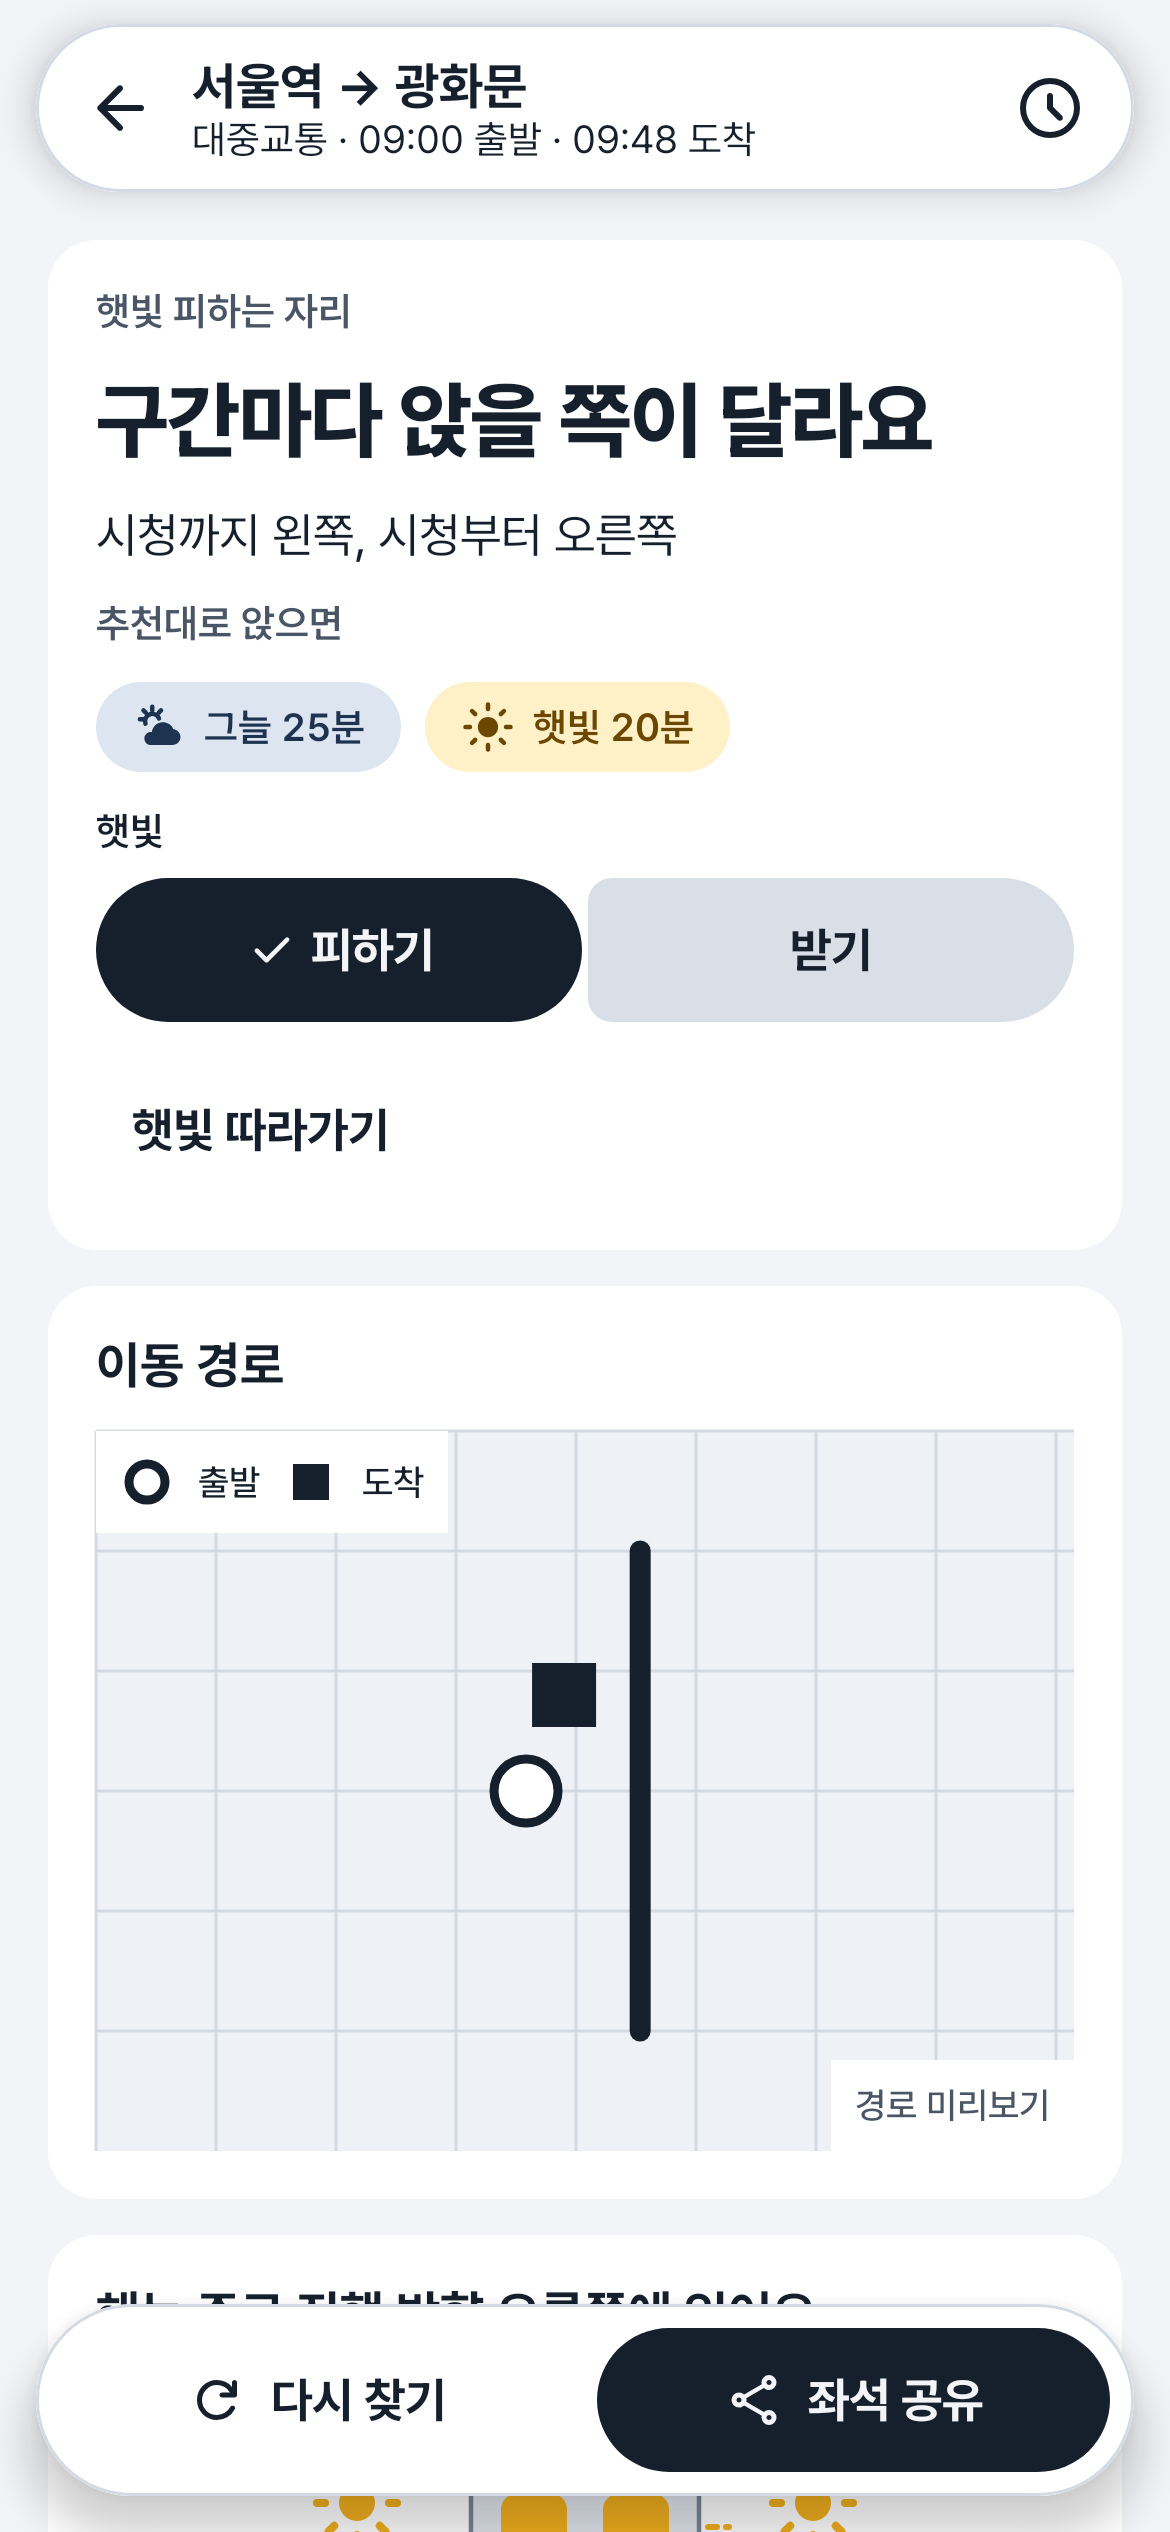 서울역 → 광화문
대중교통 · 09:00 출발 · 09:48 도착
햇빛 피하는 자리
구간마다 앉을 쪽이 달라요
시청까지 왼쪽, 시청부터 오른쪽
추천대로 앉으면
그늘 25분
햇빛 20분
햇빛
피하기
받기
햇빛 따라가기
이동 경로
출발
도착
경로 미리보기
다시 찾기
좌석 공유